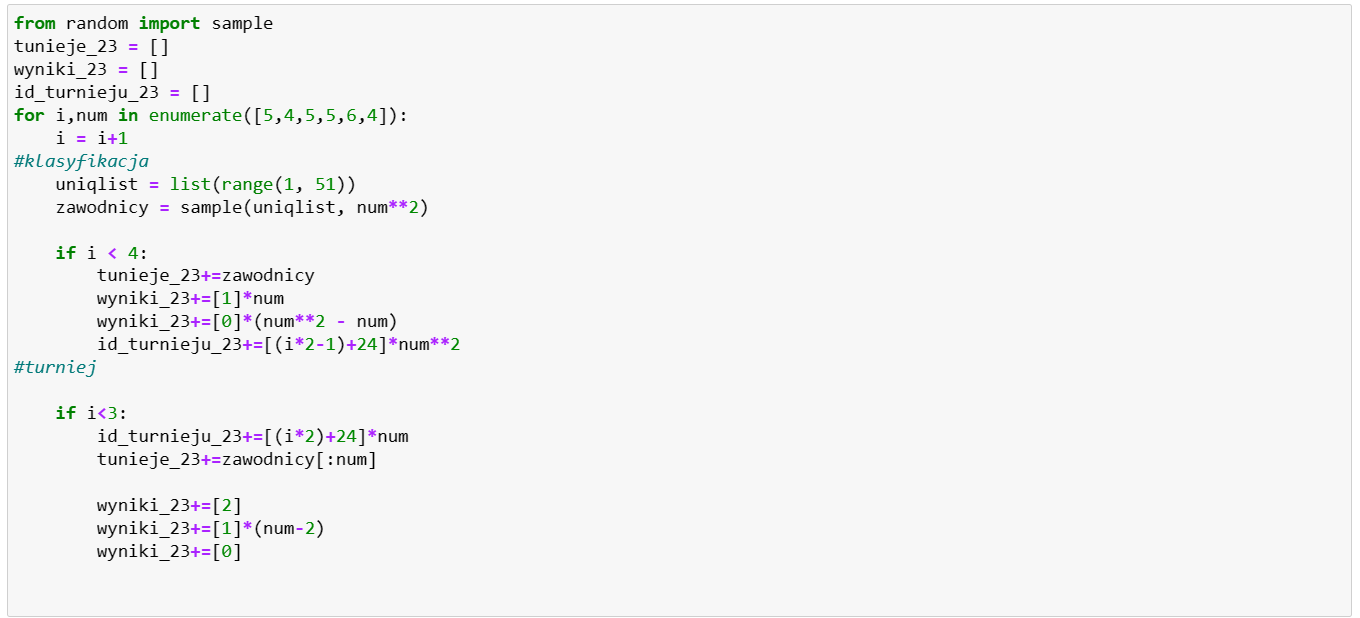 from random import sample
tunieje_23 = []
wyniki_23 = []
id_turnieju_23 = []
for i,num in enumerate([5,4,5,5,6,4]):
    i = i+1
#klasyfikacja
    uniqlist = list(range(1, 51))
    zawodnicy = sample(uniqlist, num**2)
    if i < 4:
        tunieje_23+=zawodnicy
        wyniki_23+=[1]*num
        wyniki_23+=[0]*(num**2 - num)
        id_turnieju_23+=[(i*2-1)+24]*num**2
#turniej
    if i<3:
        id_turnieju_23+=[(i*2)+24]*num
        tunieje_23+=zawodnicy[:num]
        wyniki_23+=[2]
        wyniki_23+=[1]*(num-2)
        wyniki_23+=[0]